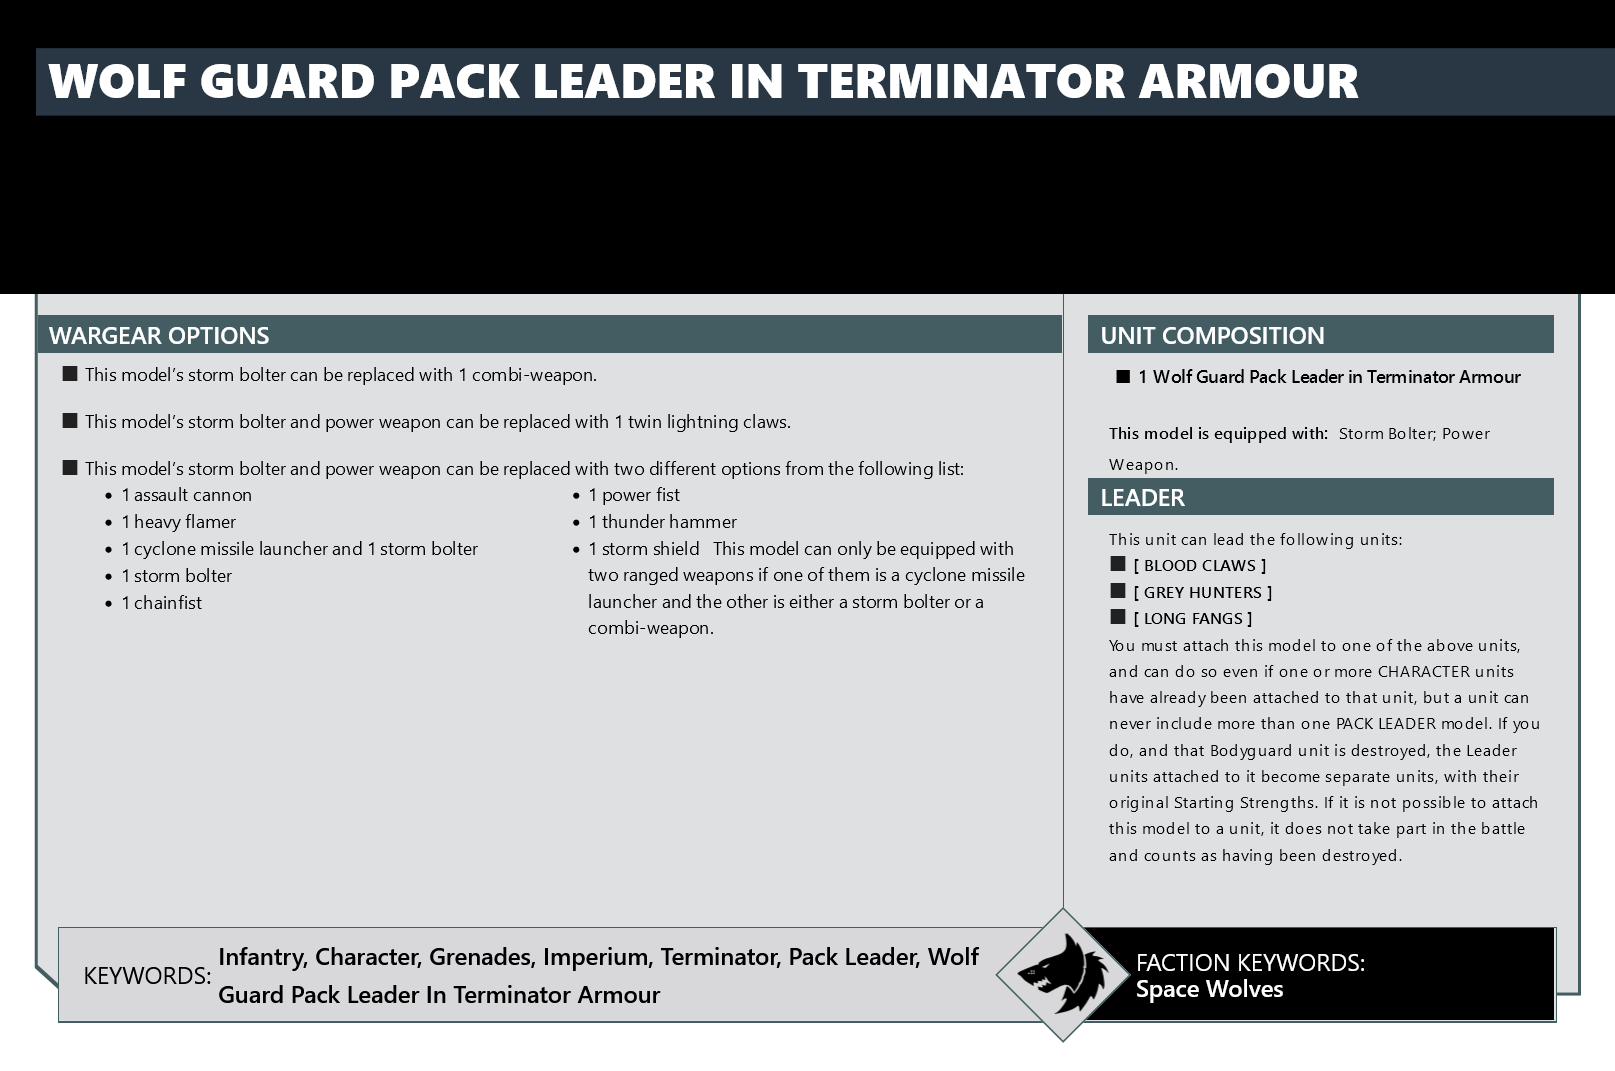 WOLF GUARD PACK LEADER IN TERMINATOR ARMOUR
WARGEAR OPTIONS
This model's storm bolter can be replaced with 1 combi-weapon.
This model's storm bolter and power weapon can be replaced with 1 twin lightning claws.
This model's storm bolter and power weapon can be replaced with two different options from the following list:
• 1 assault cannon
• 1 heavy flamer
• 1 cyclone missile launcher and 1 storm bolter
• 1 storm bolter
• 1 chainfist
• 1 power fist
• 1 thunder hammer
• 1 storm shield This model can only be equipped with
two ranged weapons if one of them is a cyclone missile
launcher and the other is either a storm bolter or a
combi-weapon.
UNIT COMPOSITION
1 Wolf Guard Pack Leader in Terminator Armour
This model is equipped with: Storm Bolter; Power
Weapon.
LEADER
This unit can lead the following units:
[ BLOOD CLAWS ]
[ GREY HUNTERS ]
[ LONG FANGS ]
You must attach this model to one of the above units,
and can do so even if one or more CHARACTER units
have already been attached to that unit, but a unit can
never include more than one PACK LEADER model. If you
do, and that Bodyguard unit is destroyed, the Leader
units attached to it become separate units, with their
original Starting Strengths. If it is not possible to attach
this model to a unit, it does not take part in the battle
and counts as having been destroyed.
KEYWORDS: Infantry, Character, Grenades, Imperium, Terminator, Pack Leader, Wolf
Guard Pack Leader In Terminator Armour
FACTION KEYWORDS:
Space Wolves